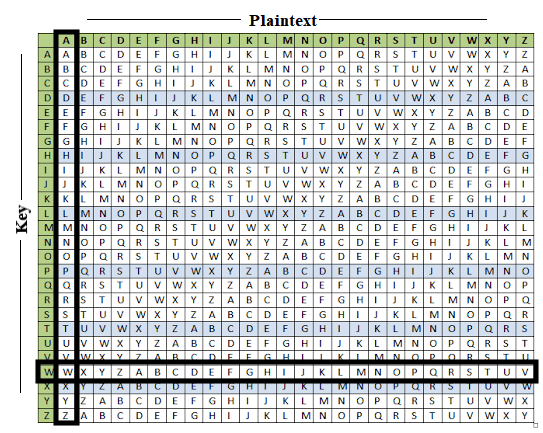 Plaintext
Key
A B C D E F G H I J K L M N O P Q R S T U V W X Y Z
A A B C D E F G H I J K L M N O P Q R S T U V W X Y Z
B B C D E F G H I J K L M N O P Q R S T U V W X Y Z A
C C D E F G H I J K L M N O P Q R S T U V W X Y Z A B
D D E F G H I J K L M N O P Q R S T U V W X Y Z A B C
E E F G H I J K L M N O P Q R S T U V W X Y Z A B C D
F F G H I J K L M N O P Q R S T U V W X Y Z A B C D E
G G H I J K L M N O P Q R S T U V W X Y Z A B C D E F
H H I J K L M N O P Q R S T U V W X Y Z A B C D E F G
I I J K L M N O P Q R S T U V W X Y Z A B C D E F G H
J J K L M N O P Q R S T U V W X Y Z A B C D E F G H I
K K L M N O P Q R S T U V W X Y Z A B C D E F G H I J
L L M N O P Q R S T U V W X Y Z A B C D E F G H I J K
M M N O P Q R S T U V W X Y Z A B C D E F G H I J K L
N N O P Q R S T U V W X Y Z A B C D E F G H I J K L M
O O P Q R S T U V W X Y Z A B C D E F G H I J K L M N
P P Q R S T U V W X Y Z A B C D E F G H I J K L M N O
Q Q R S T U V W X Y Z A B C D E F G H I J K L M N O P
R R S T U V W X Y Z A B C D E F G H I J K L M N O P Q
S S T U V W X Y Z A B C D E F G H I J K L M N O P Q R
T T U V W X Y Z A B C D E F G H I J K L M N O P Q R S
U U V W X Y Z A B C D E F G H I J K L M N O P Q R S T
V V W X Y Z A B C D E F G H I J K L M N O P Q R S T U
W W X Y Z A B C D E F G H I J K L M N O P Q R S T U V
X X Y Z A B C D E F G H I J K L M N O P Q R S T U V W
Y Y Z A B C D E F G H I J K L M N O P Q R S T U V W X
Z Z A B C D E F G H I J K L M N O P Q R S T U V W X Y